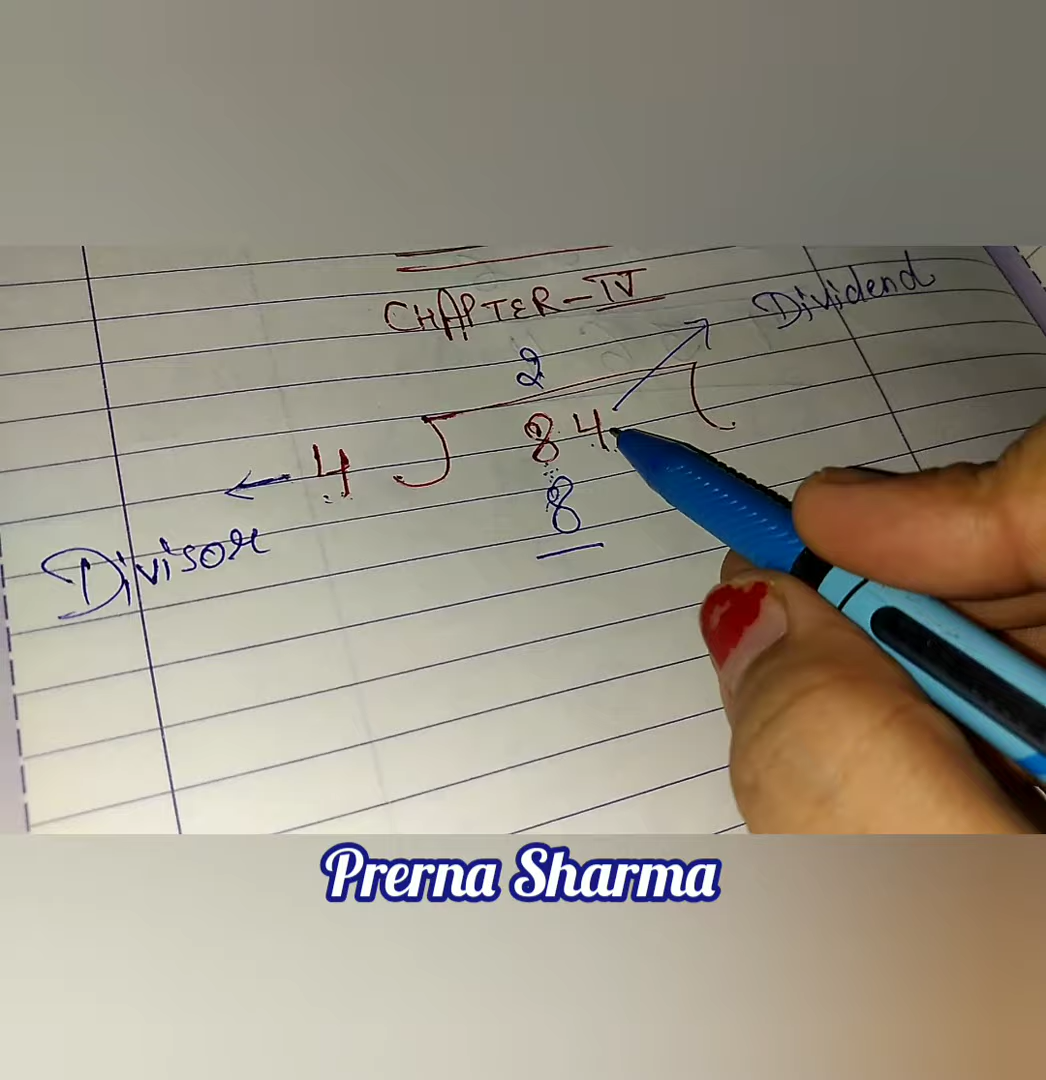 CHAPTER-IV
Dividend
2
4 84
8
Divisor
Prerna Sharma